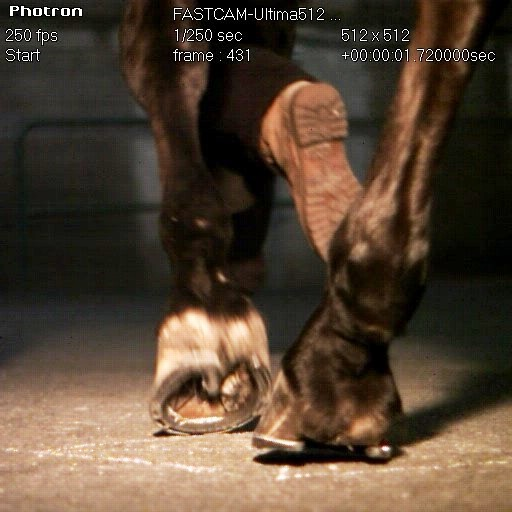 Photron FASTCAM-Ultima512 ...
250 fps 1/250 sec 512 x 512
Start frame : 431 +00:00:01.720000sec